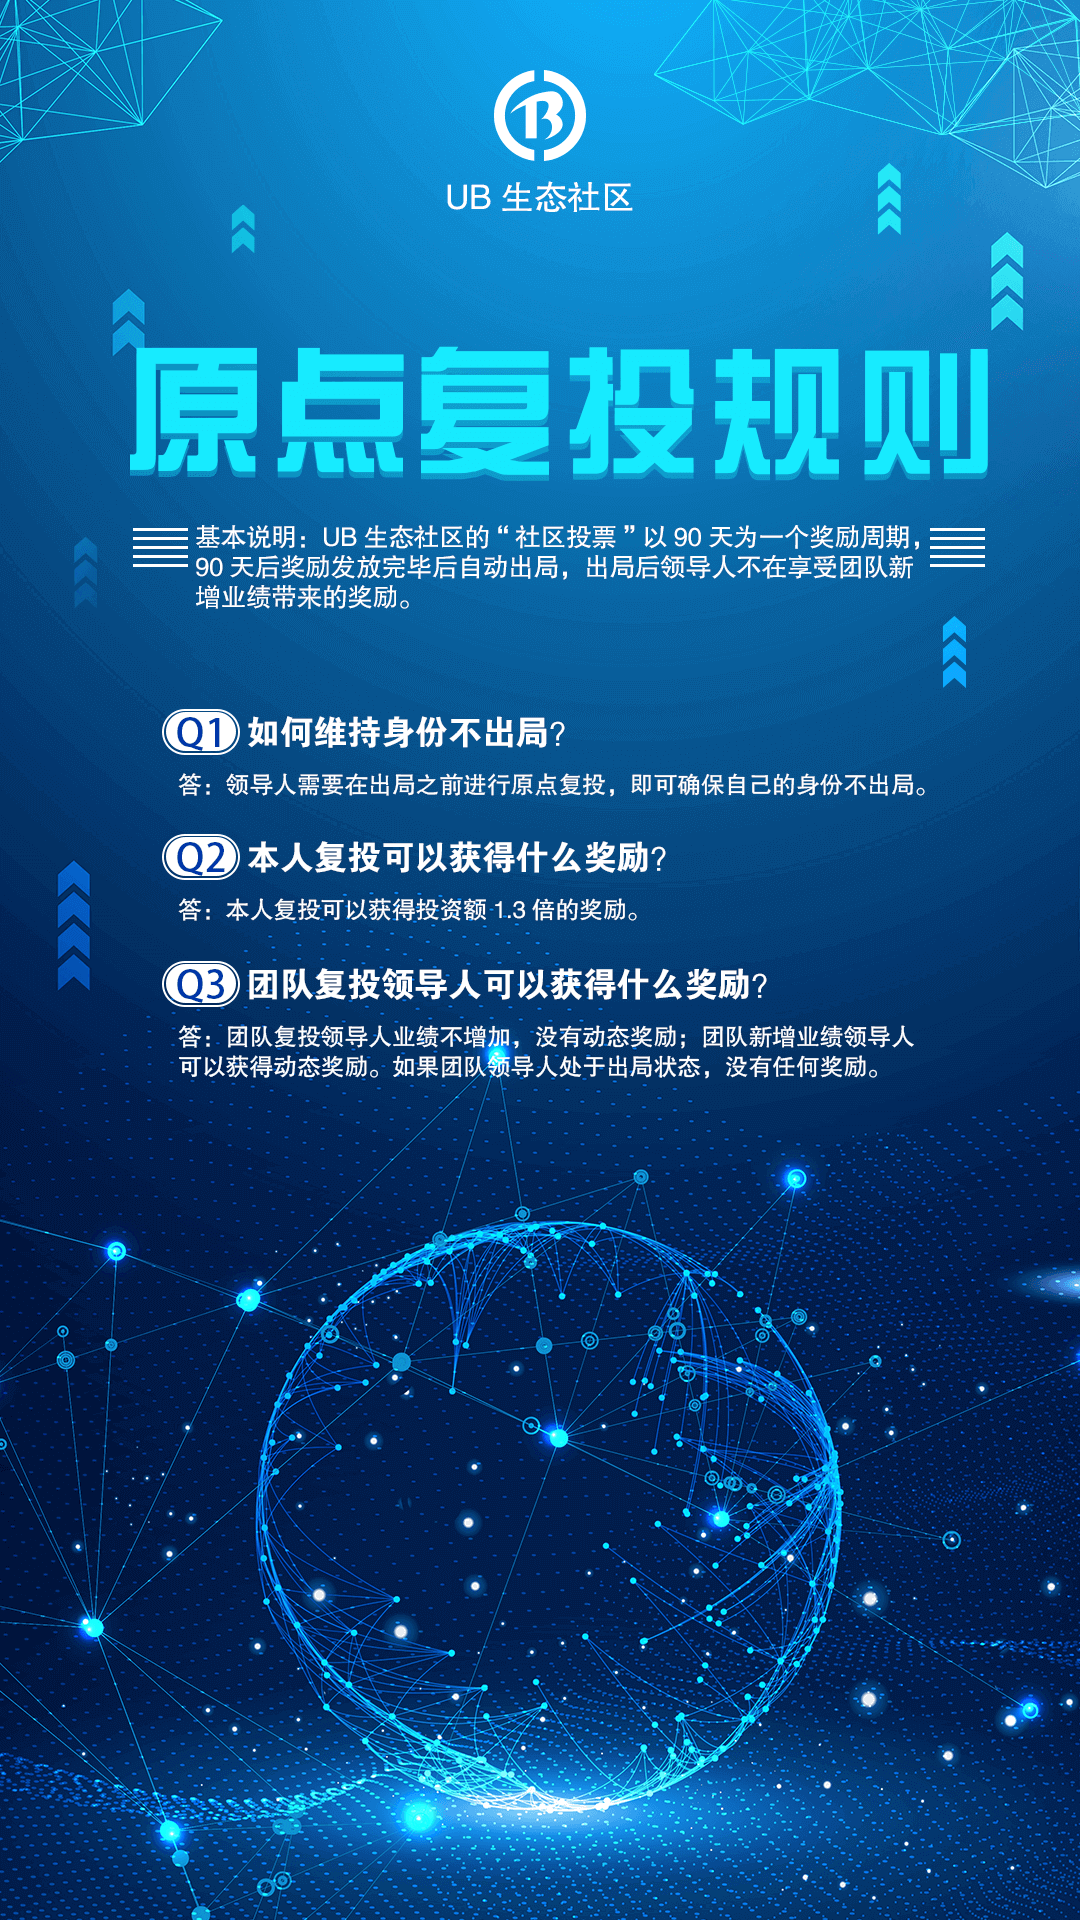 B
UB 生态社区
原点复投规则
基本说明：UB 生态社区的“社区投票”以 90 天为一个奖励周期，
90 天后奖励发放完毕后自动出局，出局后领导人不在享受团队新
增业绩带来的奖励。
Q1 如何维持身份不出局?
答：领导人需要在出局之前进行原点复投，即可确保自己的身份不出局。
Q2 本人复投可以获得什么奖励?
答：本人复投可以获得投资额 1.3 倍的奖励。
Q3 团队复投领导人可以获得什么奖励?
答：团队复投领导人业绩不增加，没有动态奖励；团队新增业绩领导人
可以获得动态奖励。如果团队领导人处于出局状态，没有任何奖励。